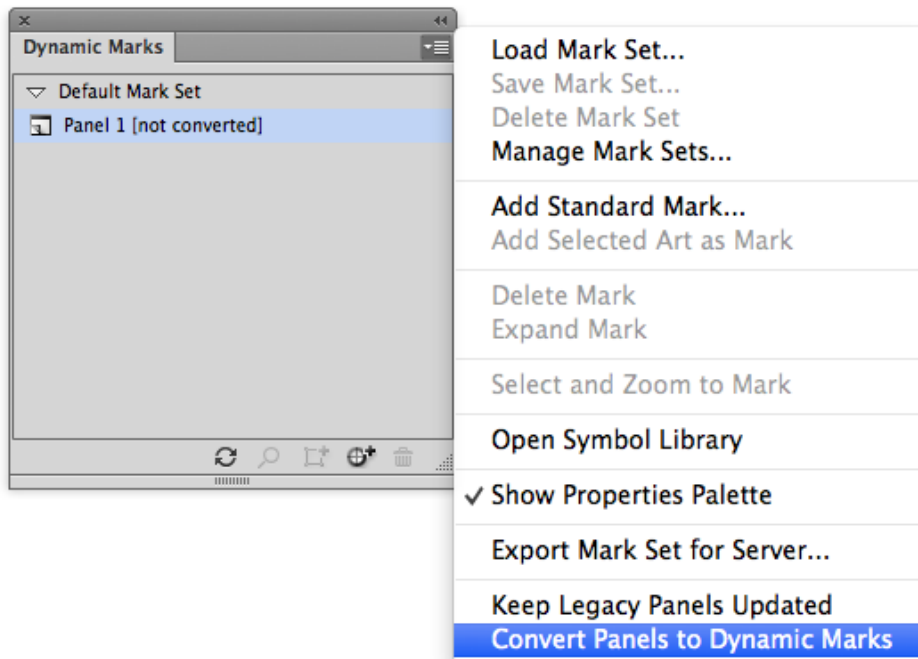 Dynamic Marks
Default Mark Set
Panel 1 [not converted]
Load Mark Set...
Save Mark Set...
Delete Mark Set
Manage Mark Sets...
Add Standard Mark...
Add Selected Art as Mark
Delete Mark
Expand Mark
Select and Zoom to Mark
Open Symbol Library
Show Properties Palette
Export Mark Set for Server...
Keep Legacy Panels Updated
Convert Panels to Dynamic Marks